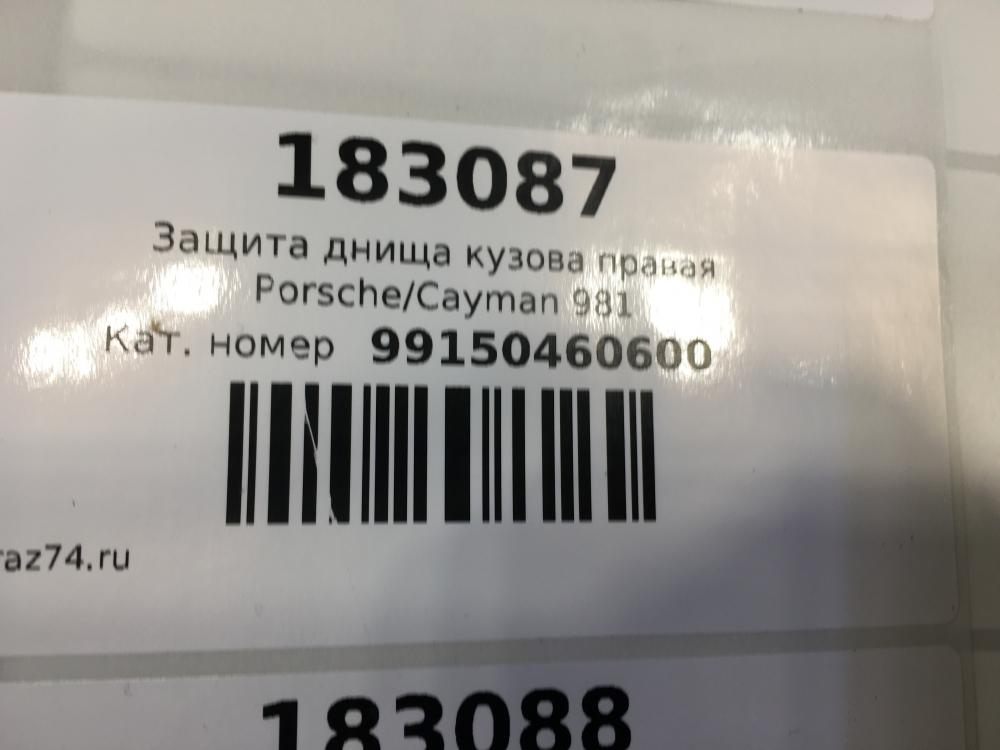 183087
Защита днища кузова правая
Porsche/Cayman 981
Кат. номер 99150460600
raz74.ru
183088